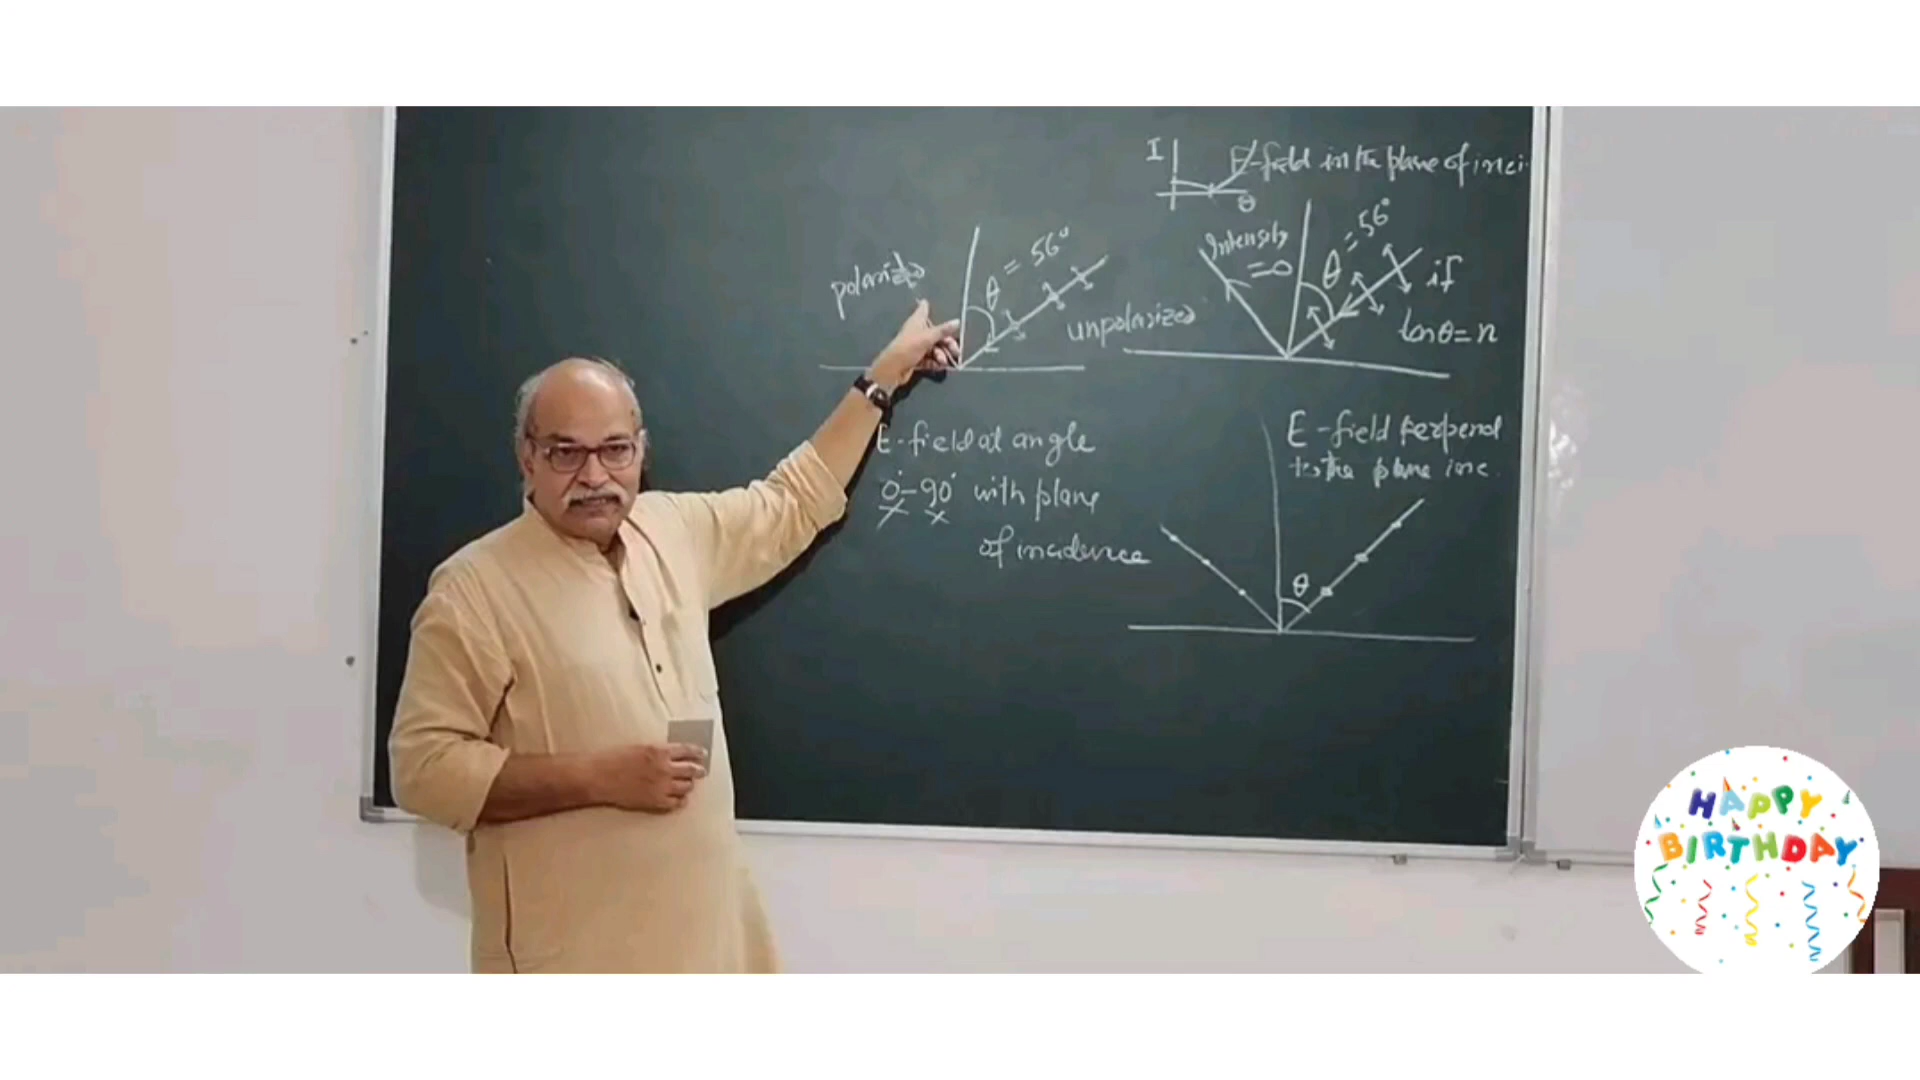 I
E-field in the plane of inci
θ
Intensity
= 0
θ = 56°
if
tanθ = n
polarized
θ = 56°
unpolarized
E-field at angle
0°-90° with plane
of incidence
E-field perpend
to the plane inc.
θ
HAPPY
BIRTHDAY